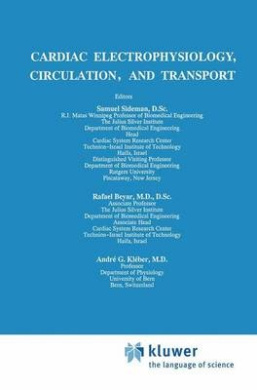 CARDIAC ELECTROPHYSIOLOGY,
CIRCULATION, AND TRANSPORT
Editors
Samuel Sideman, D.Sc.
R.J. Matas Winnipeg Professor of Biomedical Engineering
The Julius Silver Institute
Department of Biomedical Engineering
Head
Cardiac System Research Center
Technion-Israel Institute of Technology
Haifa, Israel
Distinguished Visiting Professor
Department of Biomedical Engineering
Rutgers University
Piscataway, New Jersey
Rafael Beyar, M.D., D.Sc.
Associate Professor
The Julius Silver Institute
Department of Biomedical Engineering
Associate Head
Cardiac System Research Center
Technion-Israel Institute of Technology
Haifa, Israel
André G. Kléber, M.D.
Professor
Department of Physiology
University of Bern
Bern, Switzerland
kluwer
the language of science